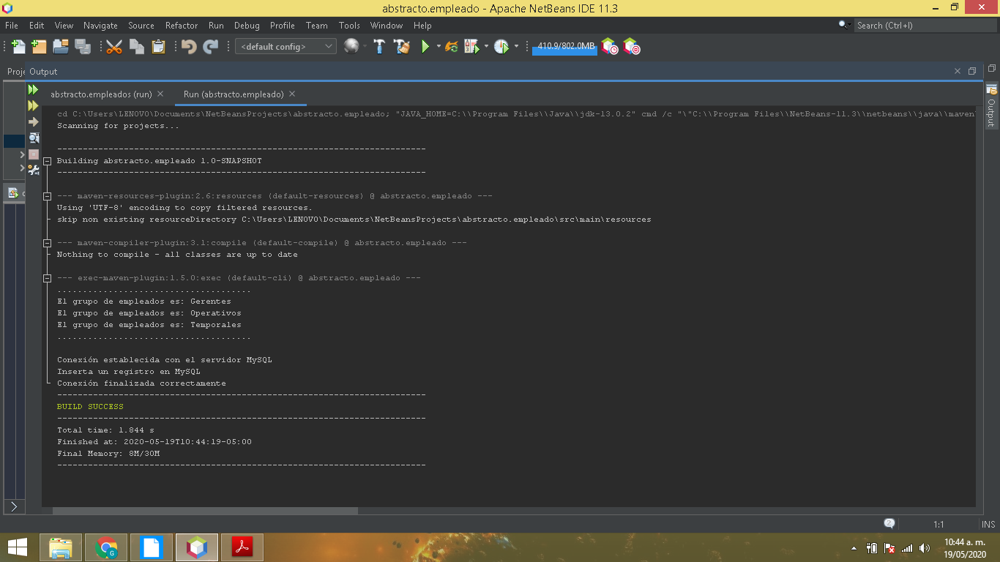 abstracto.empleado - Apache NetBeans IDE 11.3
File Edit View Navigate Source Refactor Run Debug Profile Team Tools Window Help
Search (Ctrl+I)
<default config>
410.9/802.0MB
Proje
Output
abstracto.empleados (run)
Run (abstracto.empleado)
Output
cd C:\Users\LENOVO\Documents\NetBeansProjects\abstracto.empleado; "JAVA_HOME=C:\\Program Files\\Java\\jdk-13.0.2" cmd /c "\"C:\\Program Files\\NetBeans-11.3\\netbeans\\java\\maven\
Scanning for projects...
------------------------------------------------------------------------
Building abstracto.empleado 1.0-SNAPSHOT
------------------------------------------------------------------------
--- maven-resources-plugin:2.6:resources (default-resources) @ abstracto.empleado ---
Using 'UTF-8' encoding to copy filtered resources.
skip non existing resourceDirectory C:\Users\LENOVO\Documents\NetBeansProjects\abstracto.empleado\src\main\resources
--- maven-compiler-plugin:3.1:compile (default-compile) @ abstracto.empleado ---
Nothing to compile - all classes are up to date
--- exec-maven-plugin:1.5.0:exec (default-cli) @ abstracto.empleado ---
......................................
El grupo de empleados es: Gerentes
El grupo de empleados es: Operativos
El grupo de empleados es: Temporales
......................................
Conexión establecida con el servidor MySQL
Inserta un registro en MySQL
Conexión finalizada correctamente
------------------------------------------------------------------------
BUILD SUCCESS
------------------------------------------------------------------------
Total time: 1.844 s
Finished at: 2020-05-19T10:44:19-05:00
Final Memory: 8M/30M
------------------------------------------------------------------------
1:1 INS
10:44 a. m.
19/05/2020